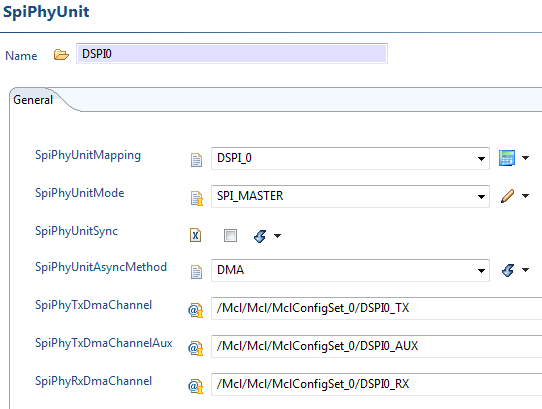 SpiPhyUnit
Name DSPI0
General
SpiPhyUnitMapping DSPI_0
SpiPhyUnitMode SPI_MASTER
SpiPhyUnitSync
SpiPhyUnitAsyncMethod DMA
SpiPhyTxDmaChannel /Mcl/Mcl/MclConfigSet_0/DSPI0_TX
SpiPhyTxDmaChannelAux /Mcl/Mcl/MclConfigSet_0/DSPI0_AUX
SpiPhyRxDmaChannel /Mcl/Mcl/MclConfigSet_0/DSPI0_RX